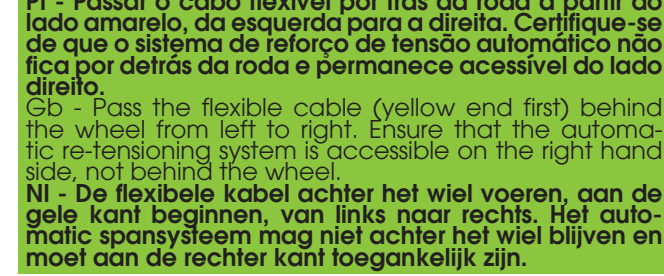 Pt - Passar o cabo flexível por trás da roda a partir do
lado amarelo, da esquerda para a direita. Certifique-se
de que o sistema de reforço de tensão automático não
fica por detrás da roda e permanece acessível do lado
direito.
Gb - Pass the flexible cable (yellow end first) behind
the wheel from left to right. Ensure that the automa-
tic re-tensioning system is accessible on the right hand
side, not behind the wheel.
Nl - De flexibele kabel achter het wiel voeren, aan de
gele kant beginnen, van links naar rechts. Het auto-
matic spansysteem mag niet achter het wiel blijven en
moet aan de rechter kant toegankelijk zijn.